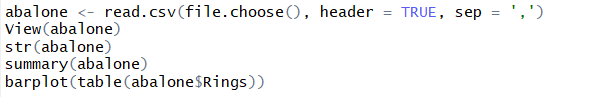 abalone <- read.csv(file.choose(), header = TRUE, sep = ',')
View(abalone)
str(abalone)
summary(abalone)
barplot(table(abalone$Rings))